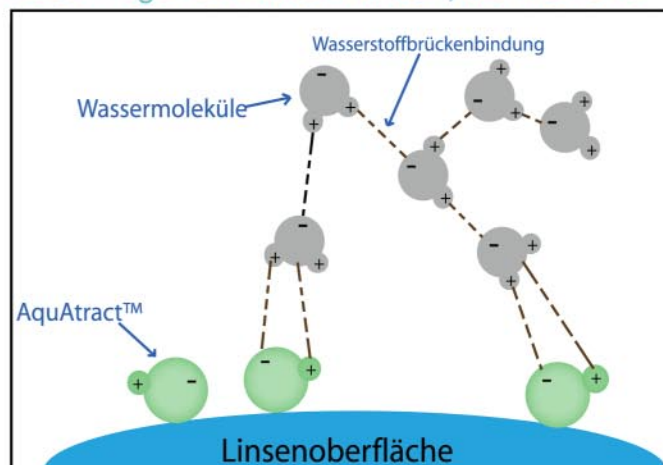 Wasserstoffbrückenbindung
Wassermoleküle
AquAtract™
Linsenoberfläche